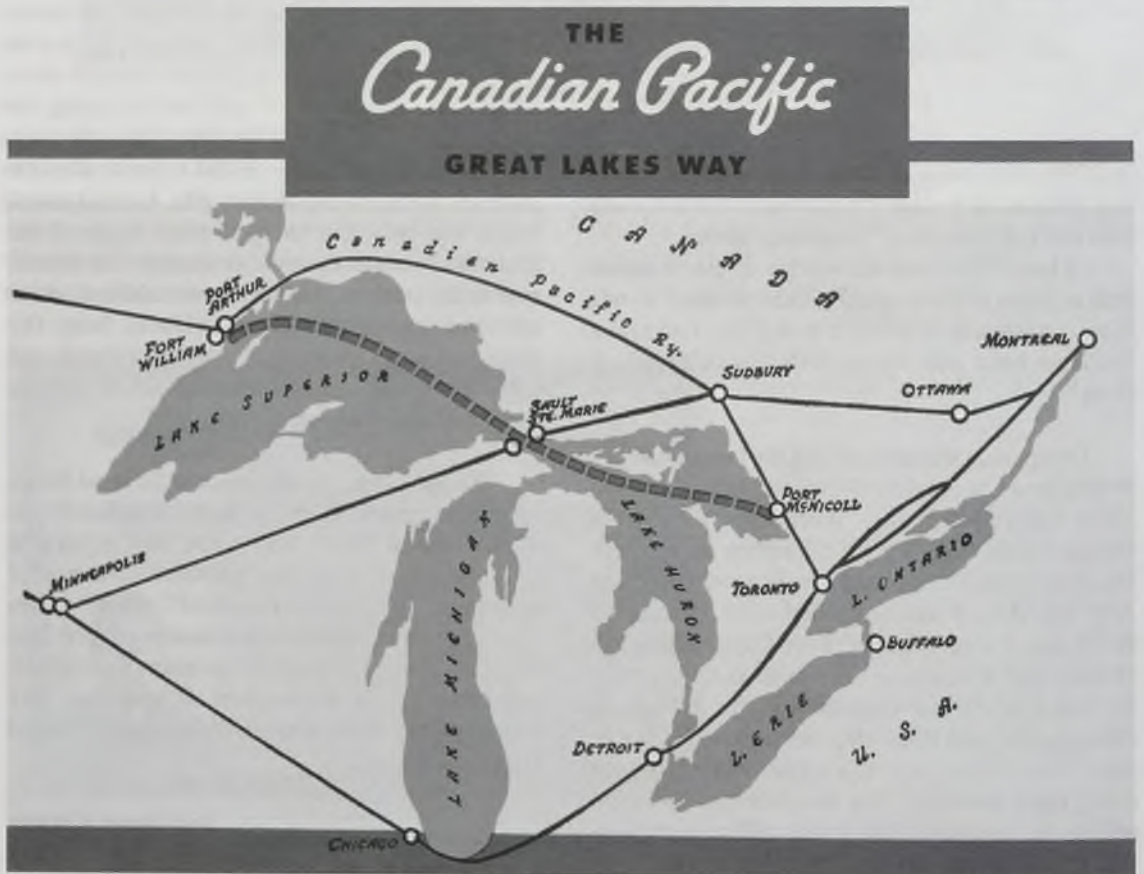 THE
Canadian Pacific
GREAT LAKES WAY
CANADA
Canadian Pacific Ry.
PORT
ARTHUR
FORT
WILLIAM
LAKE SUPERIOR
SAULT
STE. MARIE
SUDBURY
OTTAWA
MONTREAL
PORT
McNICOLL
LAKE HURON
LAKE MICHIGAN
MINNEAPOLIS
TORONTO
L. ONTARIO
BUFFALO
L. ERIE
U. S. A.
DETROIT
CHICAGO